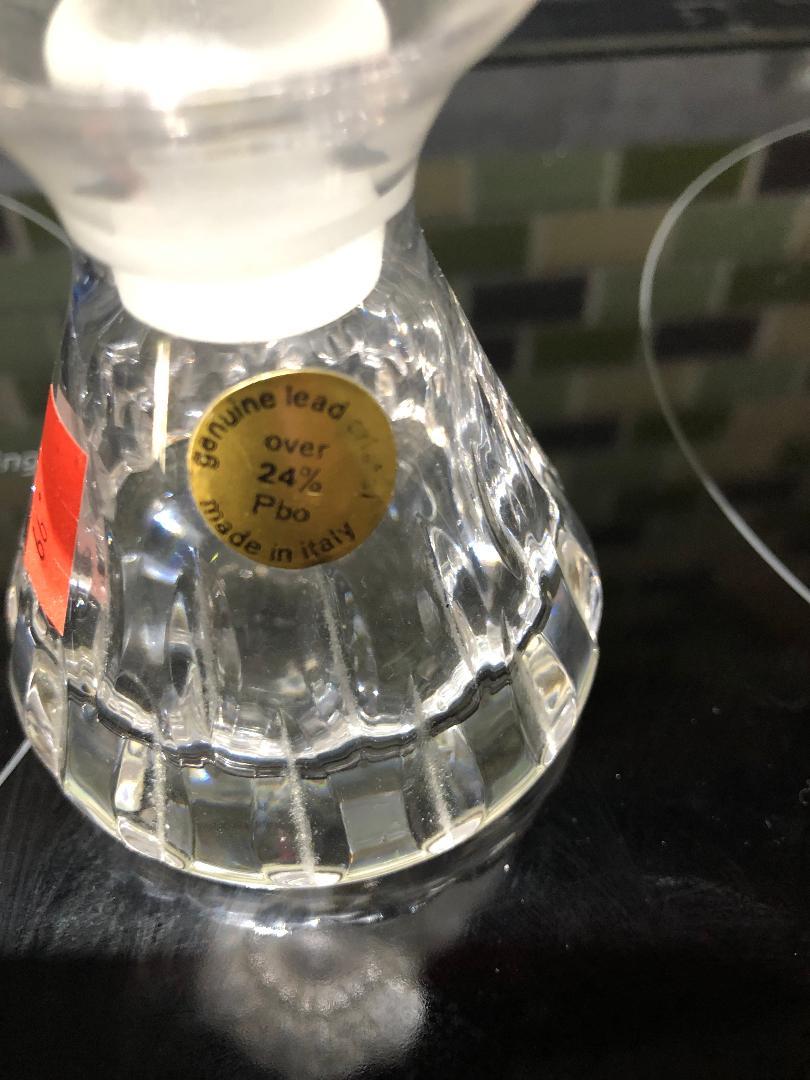 genuine lead crystal
over
24%
Pbo
made in italy